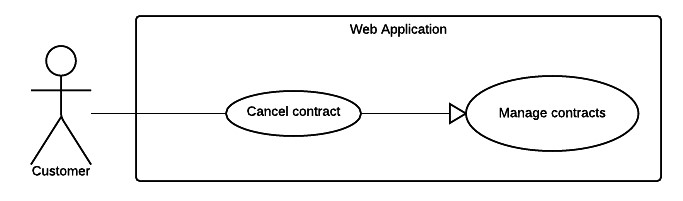 Web Application
Cancel contract
Manage contracts
Customer